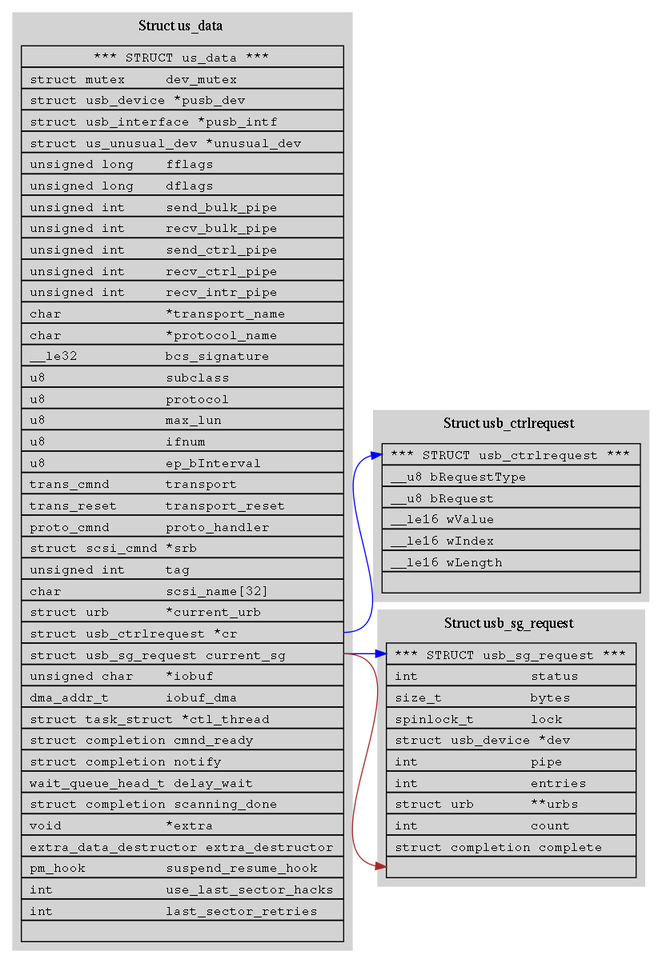 Struct us_data
*** STRUCT us_data ***
struct mutex dev_mutex
struct usb_device *pusb_dev
struct usb_interface *pusb_intf
struct us_unusual_dev *unusual_dev
unsigned long fflags
unsigned long dflags
unsigned int send_bulk_pipe
unsigned int recv_bulk_pipe
unsigned int send_ctrl_pipe
unsigned int recv_ctrl_pipe
unsigned int recv_intr_pipe
char *transport_name
char *protocol_name
__le32 bcs_signature
u8 subclass
u8 protocol
u8 max_lun
u8 ifnum
u8 ep_bInterval
trans_cmnd transport
trans_reset transport_reset
proto_cmnd proto_handler
struct scsi_cmnd *srb
unsigned int tag
char scsi_name[32]
struct urb *current_urb
struct usb_ctrlrequest *cr
struct usb_sg_request current_sg
unsigned char *iobuf
dma_addr_t iobuf_dma
struct task_struct *ctl_thread
struct completion cmnd_ready
struct completion notify
wait_queue_head_t delay_wait
struct completion scanning_done
void *extra
extra_data_destructor extra_destructor
pm_hook suspend_resume_hook
int use_last_sector_hacks
int last_sector_retries
Struct usb_ctrlrequest
*** STRUCT usb_ctrlrequest ***
__u8 bRequestType
__u8 bRequest
__le16 wValue
__le16 wIndex
__le16 wLength
Struct usb_sg_request
*** STRUCT usb_sg_request ***
int status
size_t bytes
spinlock_t lock
struct usb_device *dev
int pipe
int entries
struct urb **urbs
int count
struct completion complete